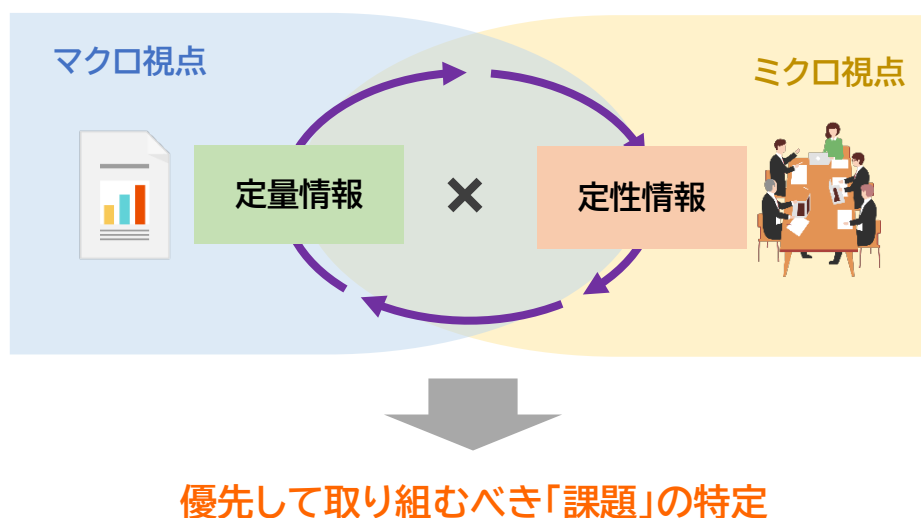 マクロ視点
ミクロ視点
定量情報
×
定性情報
優先して取り組むべき「課題」の特定